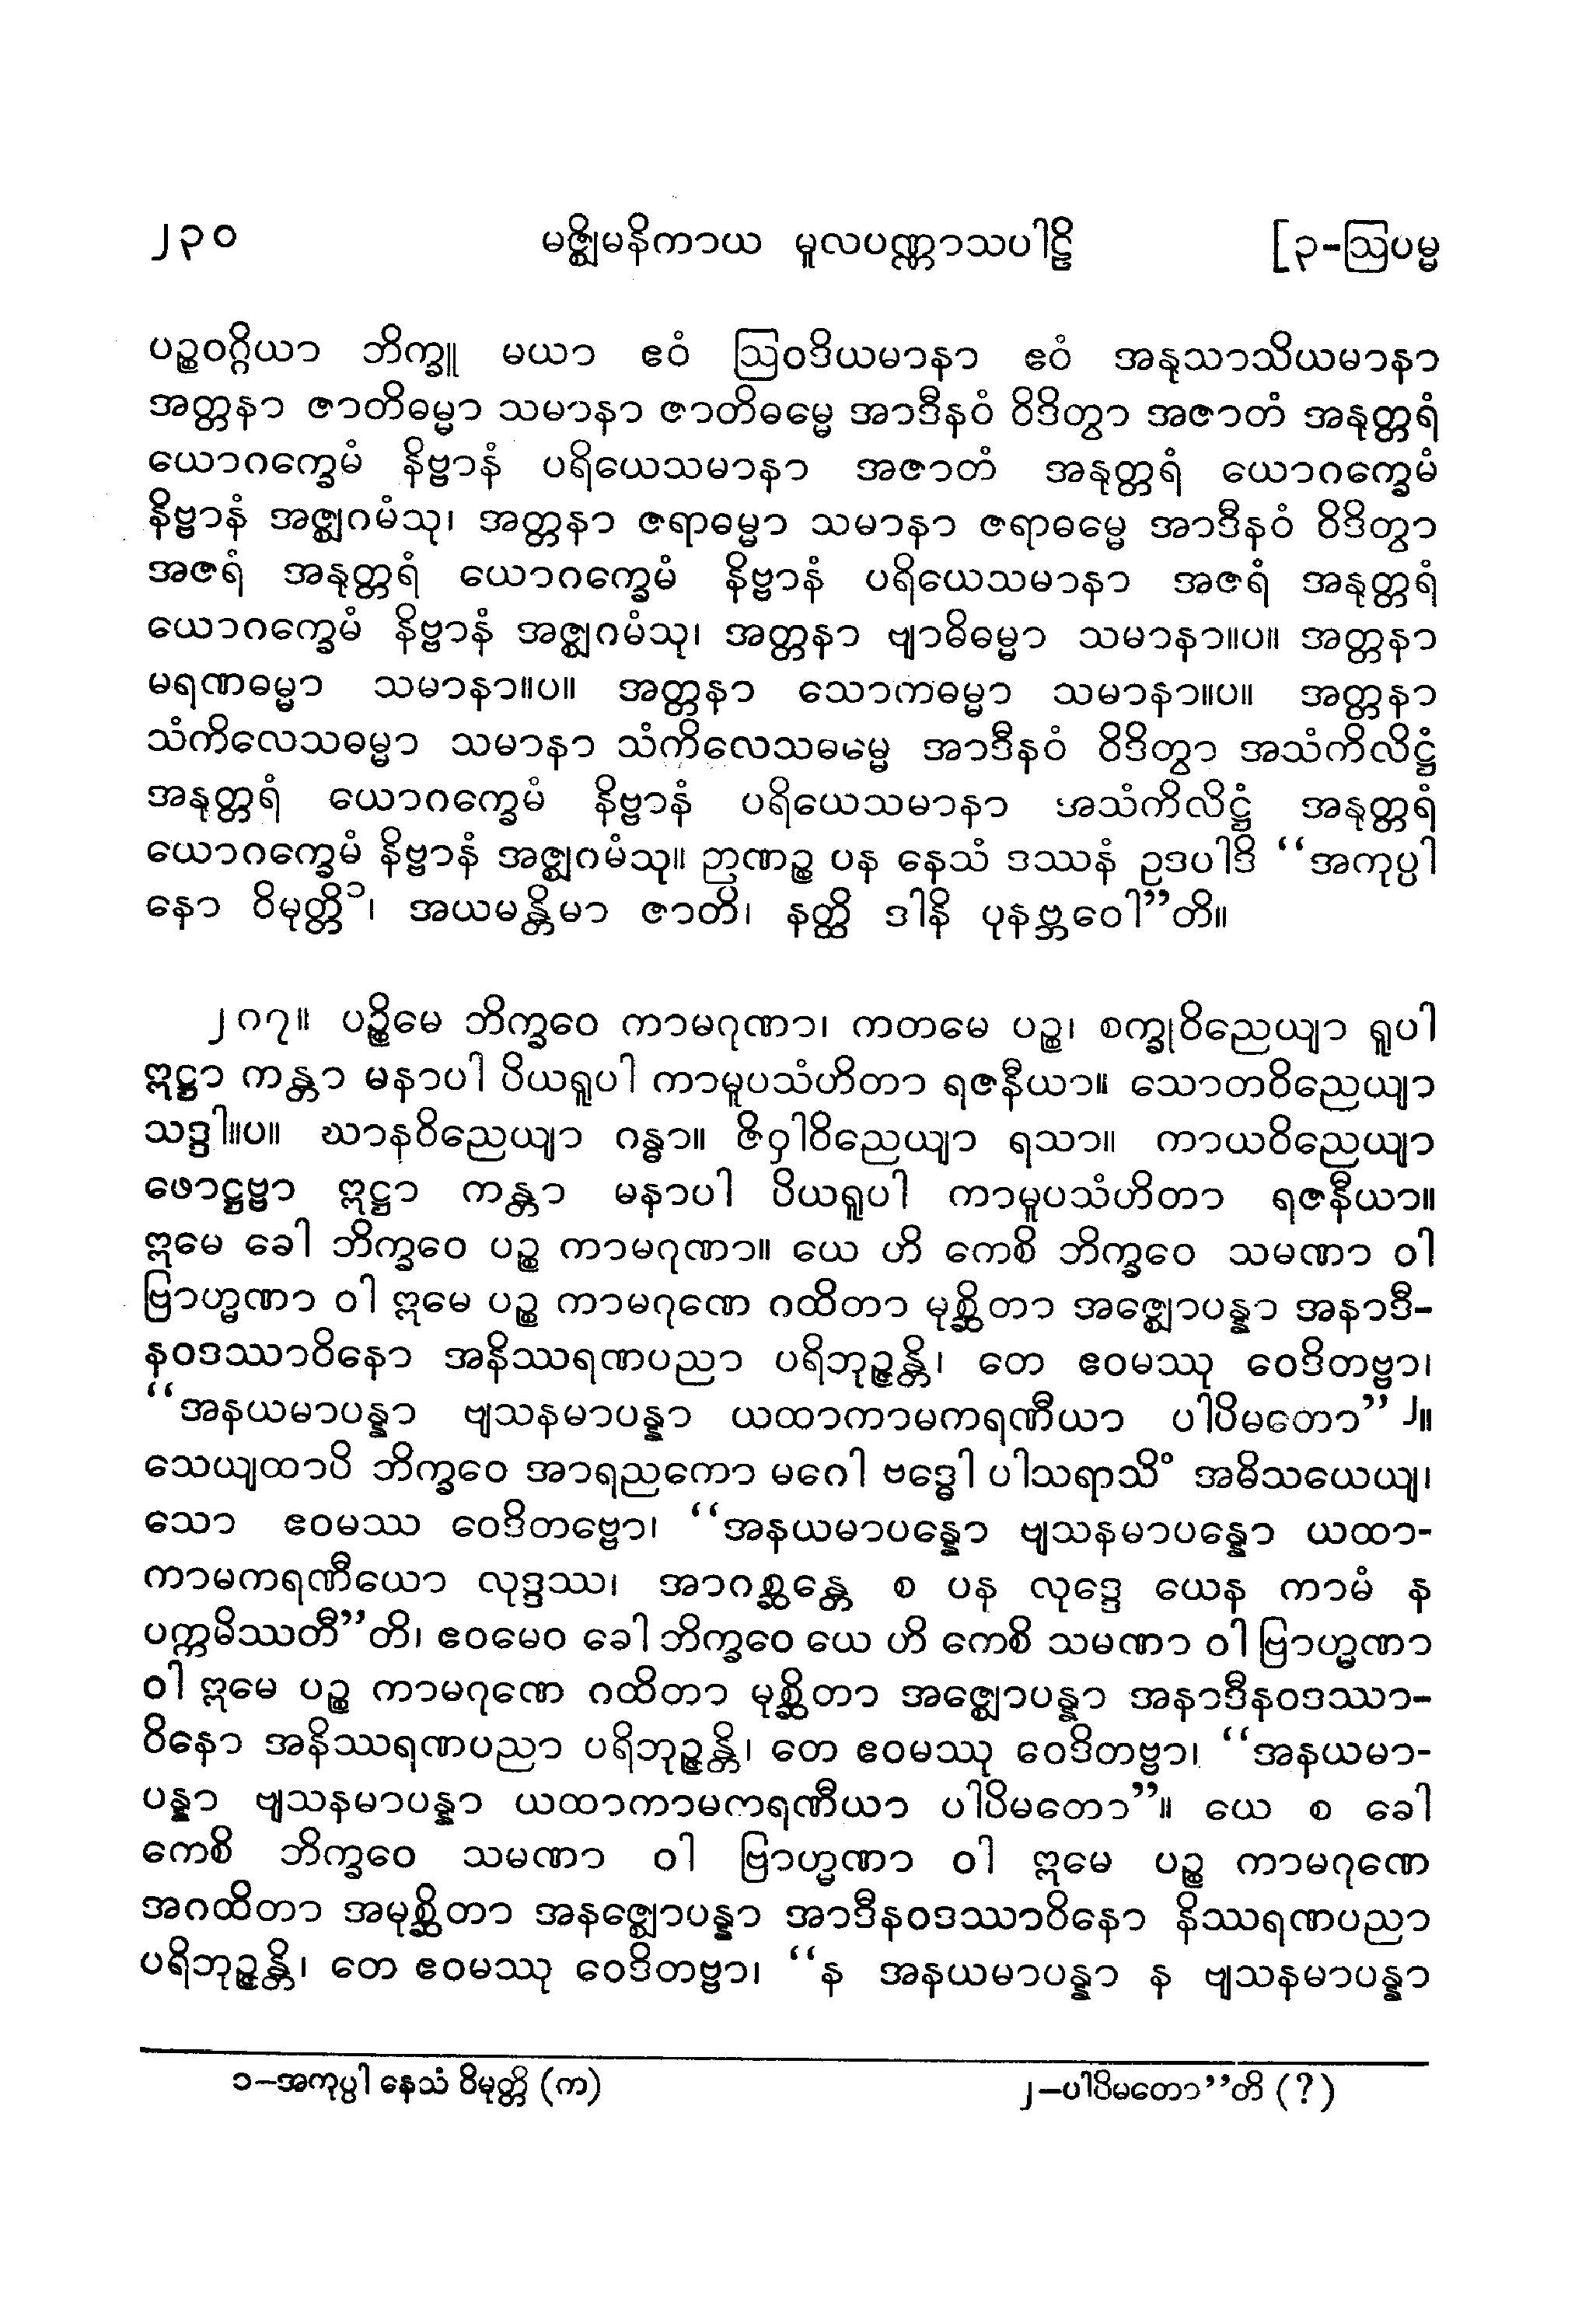 ၂၃၀ မဇ္ဈိမနိကာယ မူလပဏ္ဏာသပါဠိ [၃-ဩပမ္မ
ပဉ္စဝဂ္ဂိယာ ဘိက္ခူ မယာ ဧဝံ ဩဝဒိယမာနာ ဧဝံ အနုသာသိယမာနာ
အတ္တနာ ဇာတိဓမ္မာ သမာနာ ဇာတိဓမ္မေ အာဒီနဝံ ဝိဒိတွာ အဇာတံ အနုတ္တရံ
ယောဂက္ခေမံ နိဗ္ဗာနံ ပရိယေသမာနာ အဇာတံ အနုတ္တရံ ယောဂက္ခေမံ
နိဗ္ဗာနံ အဇ္ဈဂမံသု၊ အတ္တနာ ဇရာဓမ္မာ သမာနာ ဇရာဓမ္မေ အာဒီနဝံ ဝိဒိတွာ
အဇရံ အနုတ္တရံ ယောဂက္ခေမံ နိဗ္ဗာနံ ပရိယေသမာနာ အဇရံ အနုတ္တရံ
ယောဂက္ခေမံ နိဗ္ဗာနံ အဇ္ဈဂမံသု၊ အတ္တနာ ဗျာဓိဓမ္မာ သမာနာ။ပ။ အတ္တနာ
မရဏဓမ္မာ သမာနာ။ပ။ အတ္တနာ သောကဓမ္မာ သမာနာ။ပ။ အတ္တနာ
သံကိလေသဓမ္မာ သမာနာ သံကိလေသဓမ္မေ အာဒီနဝံ ဝိဒိတွာ အသံကိလိဋ္ဌံ
အနုတ္တရံ ယောဂက္ခေမံ နိဗ္ဗာနံ ပရိယေသမာနာ အသံကိလိဋ္ဌံ အနုတ္တရံ
ယောဂက္ခေမံ နိဗ္ဗာနံ အဇ္ဈဂမံသု။ ဉာဏဉ္စ ပန နေသံ ဒဿနံ ဥဒပါဒိ “အကုပ္ပါ
နော ဝိမုတ္တိ၁၊ အယမန္တိမာ ဇာတိ၊ နတ္ထိ ဒါနိ ပုနဗ္ဘဝေါ”တိ။
၂၇၇။ ပဉ္စိမေ ဘိက္ခဝေ ကာမဂုဏာ၊ ကတမေ ပဉ္စ၊ စက္ခုဝိညေယျာ ရူပါ
ဣဋ္ဌာ ကန္တာ မနာပါ ပိယရူပါ ကာမူပသံဟိတာ ရဇနီယာ။ သောတဝိညေယျာ
သဒ္ဒါ။ပ။ ဃာနဝိညေယျာ ဂန္ဓာ။ ဇိဝှါဝိညေယျာ ရသာ။ ကာယဝိညေယျာ
ဖောဋ္ဌဗ္ဗာ ဣဋ္ဌာ ကန္တာ မနာပါ ပိယရူပါ ကာမူပသံဟိတာ ရဇနီယာ။
ဣမေ ခေါ ဘိက္ခဝေ ပဉ္စ ကာမဂုဏာ။ ယေ ဟိ ကေစိ ဘိက္ခဝေ သမဏာ ဝါ
ဗြာဟ္မဏာ ဝါ ဣမေ ပဉ္စ ကာမဂုဏေ ဂထိတာ မုစ္ဆိတာ အဇ္ဈောပန္နာ အနာဒီ-
နဝဒဿာဝိနော အနိဿရဏပညာ ပရိဘုဉ္ဇန္တိ၊ တေ ဧဝမဿု ဝေဒိတဗ္ဗာ၊
“အနယမာပန္နာ ဗျသနမာပန္နာ ယထာကာမကရဏီယာ ပါပိမတော”၂။
သေယျထာပိ ဘိက္ခဝေ အာရညကော မဂေါ ဗဒ္ဓေါ ပါသရာသိံ အဓိသယေယျ၊
သော ဧဝမဿ ဝေဒိတဗ္ဗော၊ “အနယမာပန္နော ဗျသနမာပန္နော ယထာ-
ကာမကရဏီယော လုဒ္ဒဿ၊ အာဂစ္ဆန္တေ စ ပန လုဒ္ဒေ ယေန ကာမံ န
ပက္ကမိဿတီ”တိ၊ ဧဝမေဝ ခေါ ဘိက္ခဝေ ယေ ဟိ ကေစိ သမဏာ ဝါ ဗြာဟ္မဏာ
ဝါ ဣမေ ပဉ္စ ကာမဂုဏေ ဂထိတာ မုစ္ဆိတာ အဇ္ဈောပန္နာ အနာဒီနဝဒဿာ-
ဝိနော အနိဿရဏပညာ ပရိဘုဉ္ဇန္တိ၊ တေ ဧဝမဿု ဝေဒိတဗ္ဗာ၊ “အနယမာ-
ပန္နာ ဗျသနမာပန္နာ ယထာကာမကရဏီယာ ပါပိမတော”။ ယေ စ ခေါ
ကေစိ ဘိက္ခဝေ သမဏာ ဝါ ဗြာဟ္မဏာ ဝါ ဣမေ ပဉ္စ ကာမဂုဏေ
အဂထိတာ အမုစ္ဆိတာ အနဇ္ဈောပန္နာ အာဒီနဝဒဿာဝိနော နိဿရဏပညာ
ပရိဘုဉ္ဇန္တိ၊ တေ ဧဝမဿု ဝေဒိတဗ္ဗာ၊ “န အနယမာပန္နာ န ဗျသနမာပန္နာ
၁-အကုပ္ပါ နေသံ ဝိမုတ္တိ (က) ၂-ပါပိမတော”တိ (?)